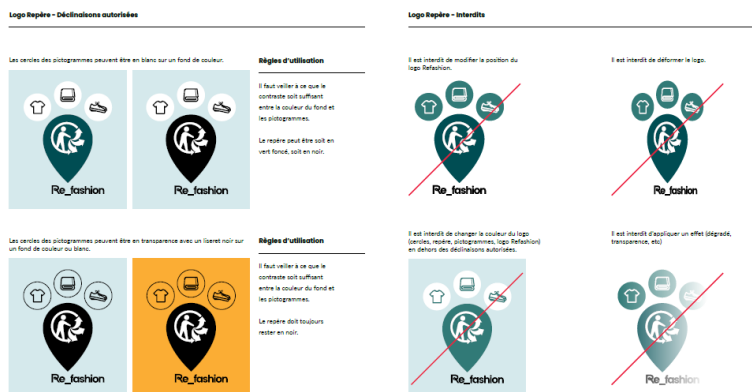 Logo Repère - Déclinaisons autorisées
Les cercles des pictogrammes peuvent être en blanc sur un fond de couleur.
Règles d'utilisation
Il faut veiller à ce que le
contraste soit suffisant
entre la couleur du fond et
les pictogrammes.
Le repère peut être soit en
vert foncé, soit en noir.
Re_fashion
Re_fashion
Les cercles des pictogrammes peuvent être en transparence avec un liseret noir sur
un fond de couleur ou blanc.
Règles d'utilisation
Il faut veiller à ce que le
contraste soit suffisant
entre la couleur du fond et
les pictogrammes.
Le repère doit toujours
rester en noir.
Re_fashion
Re_fashion
Logo Repère - Interdits
Il est interdit de modifier la position du
logo Refashion.
Re_fashion
Il est interdit de déformer le logo.
Re_fashion
Il est interdit de changer la couleur du logo
(cercles, repère, pictogrammes, logo Refashion)
en dehors des déclinaisons autorisées.
Re_fashion
Il est interdit d'appliquer un effet (dégradé,
transparence, etc)
Re_fashion